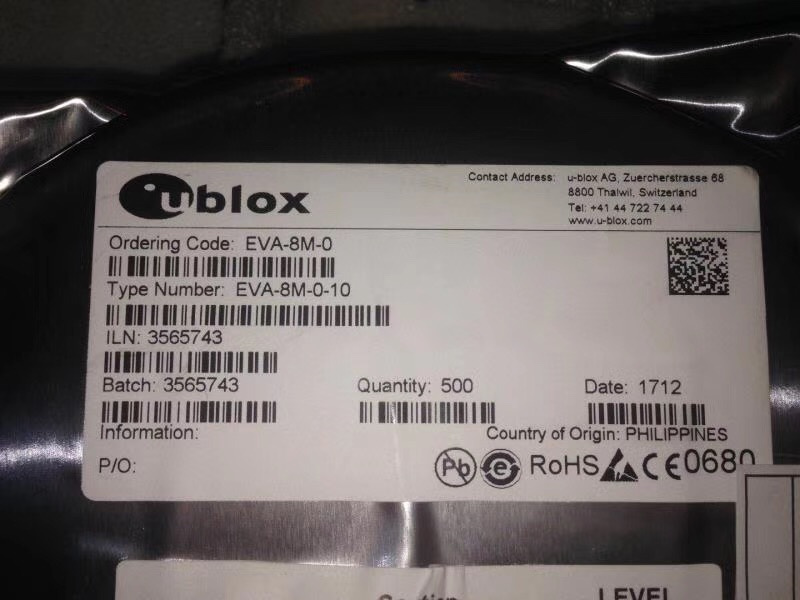 ublox
Contact Address: u-blox AG, Zuercherstrasse 68
8800 Thalwil, Switzerland
Tel: +41 44 722 74 44
www.u-blox.com
Ordering Code: EVA-8M-0
Type Number: EVA-8M-0-10
ILN: 3565743
Batch: 3565743
Quantity: 500
Date: 1712
Information:
Country of Origin: PHILIPPINES
P/O:
Pb e RoHS CE0680
LEVEL